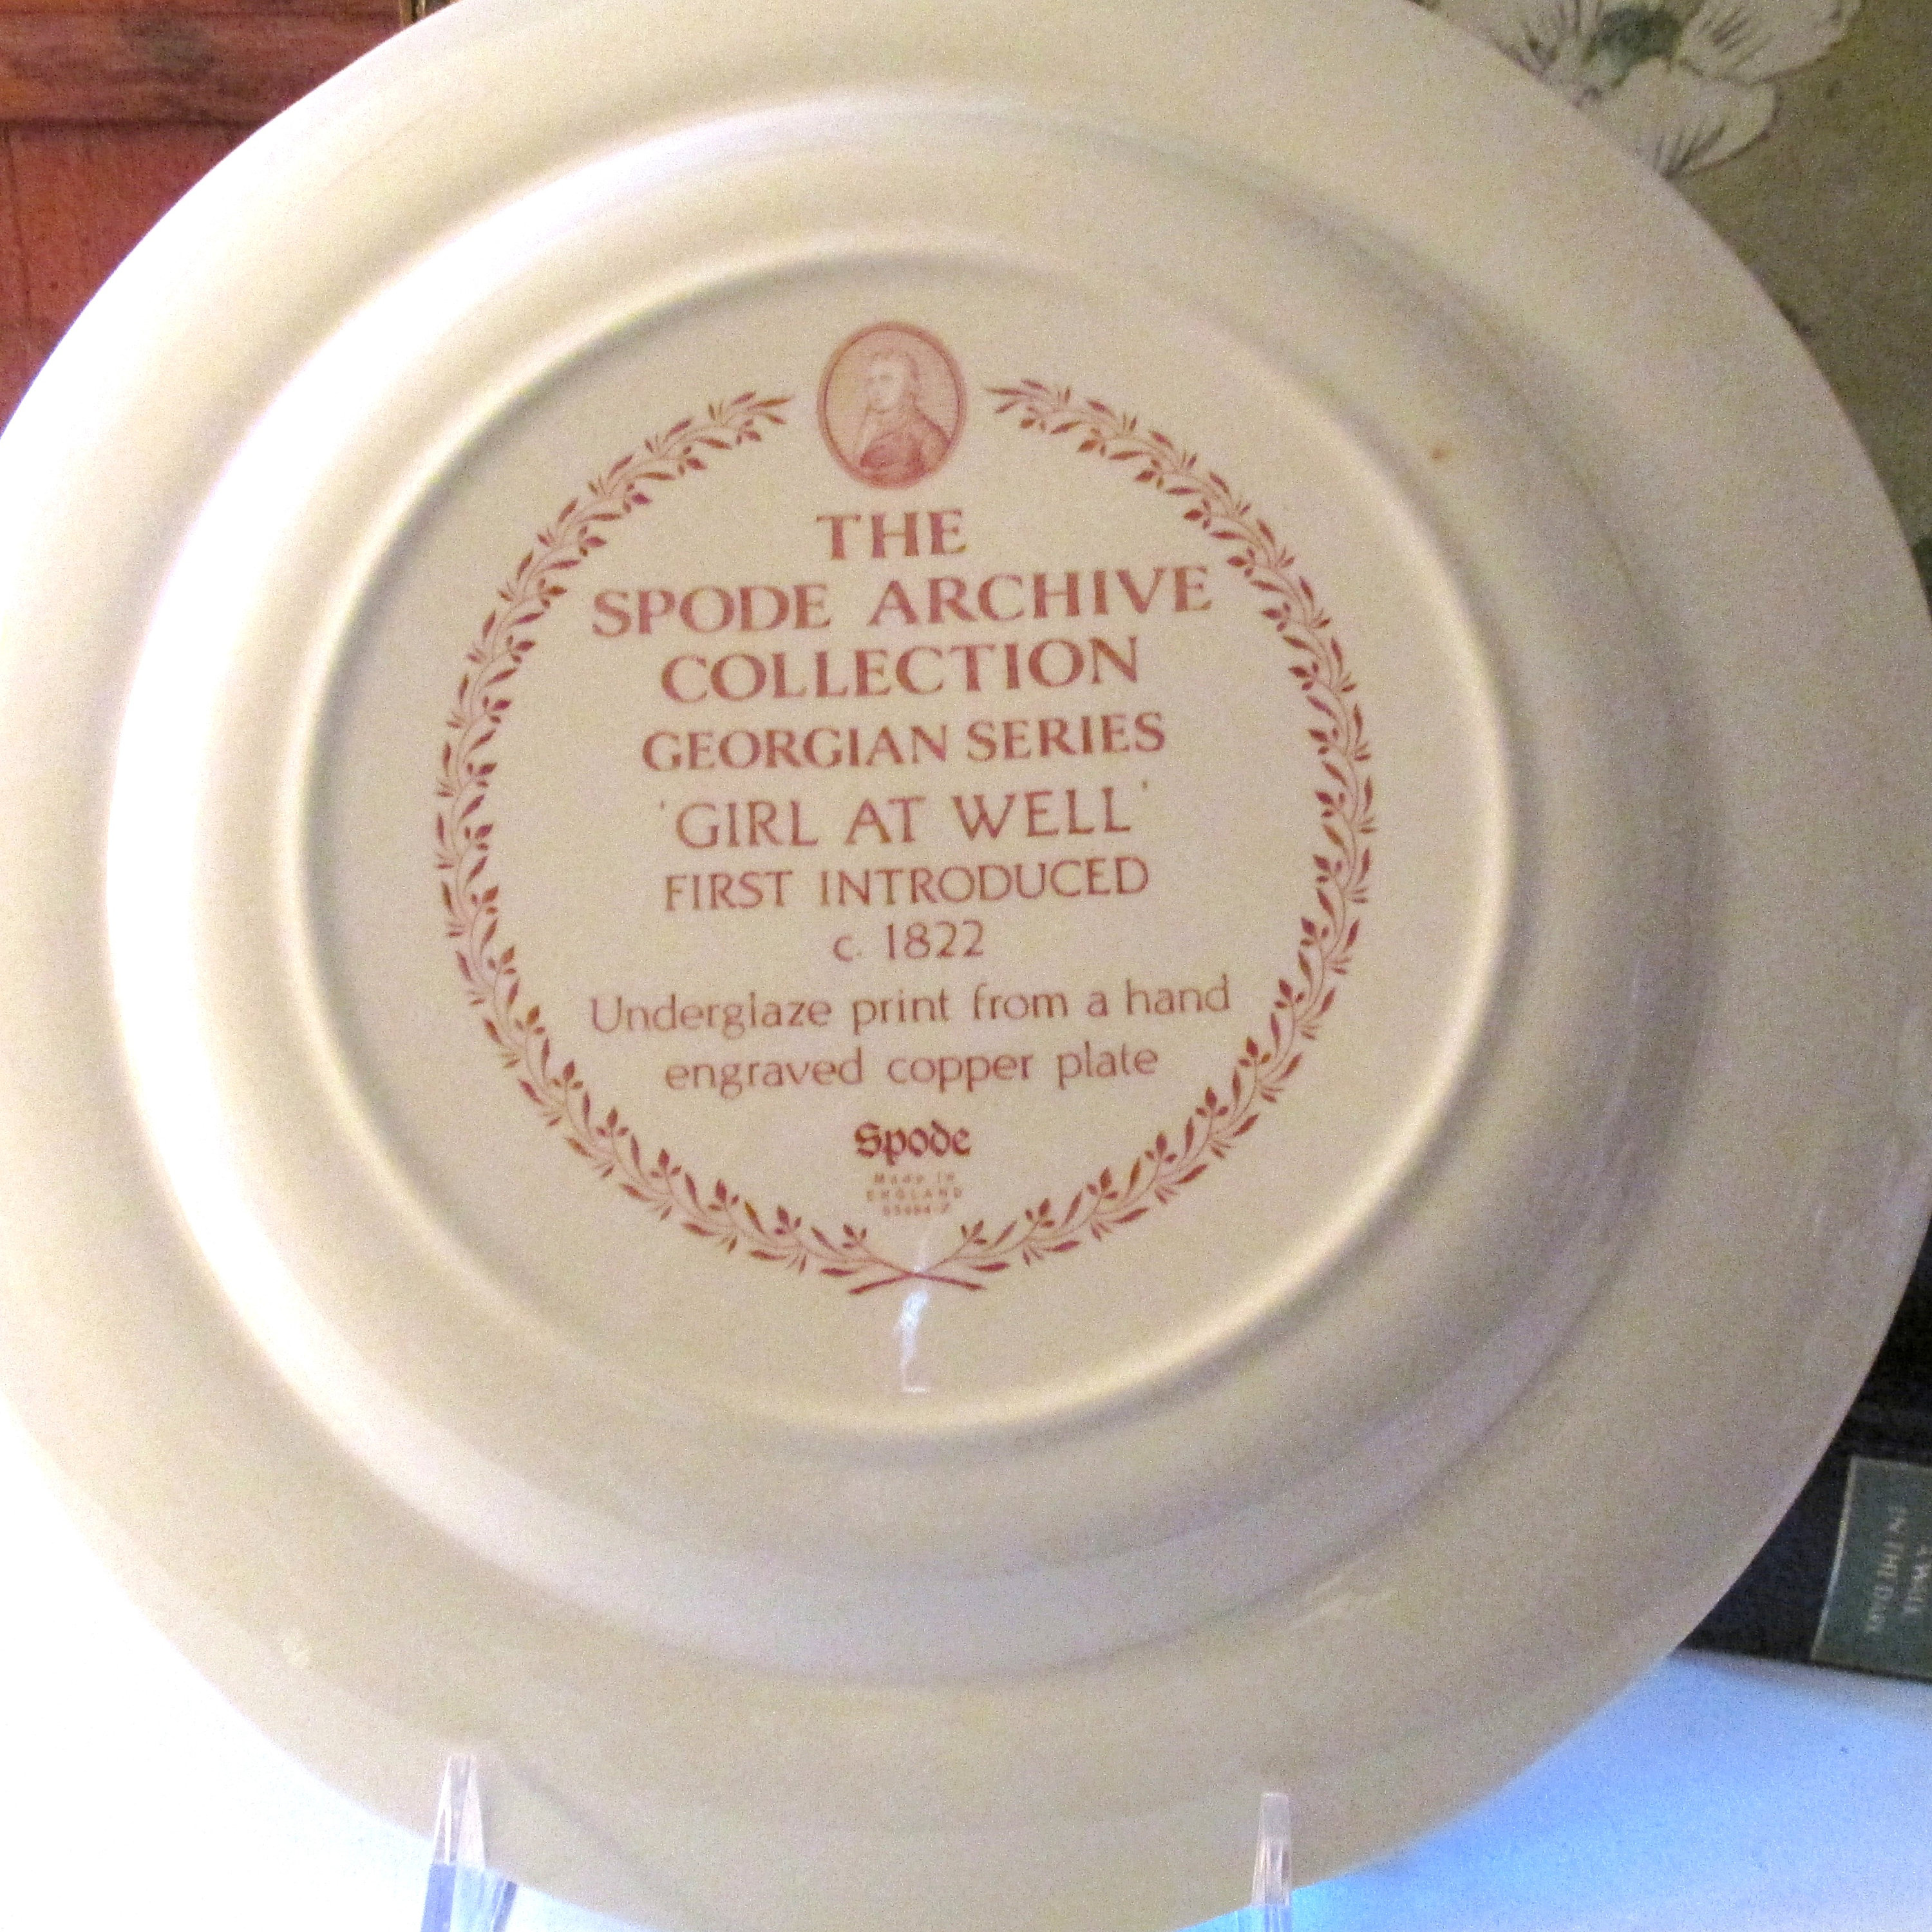 THE
SPODE ARCHIVE
COLLECTION
GEORGIAN SERIES
'GIRL AT WELL'
FIRST INTRODUCED
c. 1822
Underglaze print from a hand
engraved copper plate
Spode
Made in
ENGLAND